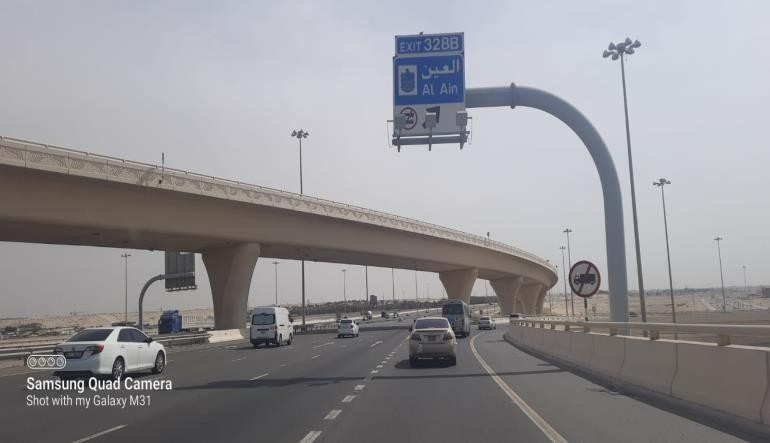 EXIT 328B
العين
Al Ain
Samsung Quad Camera
Shot with my Galaxy M31